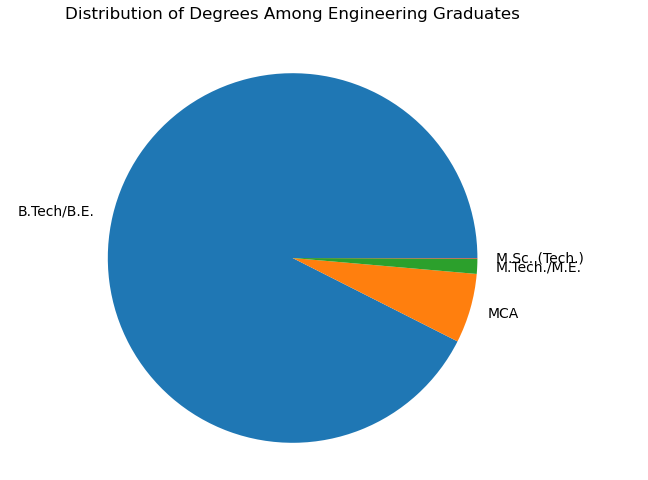 Distribution of Degrees Among Engineering Graduates
B.Tech/B.E.
M.Sc. (Tech.)
M.Tech./M.E.
MCA